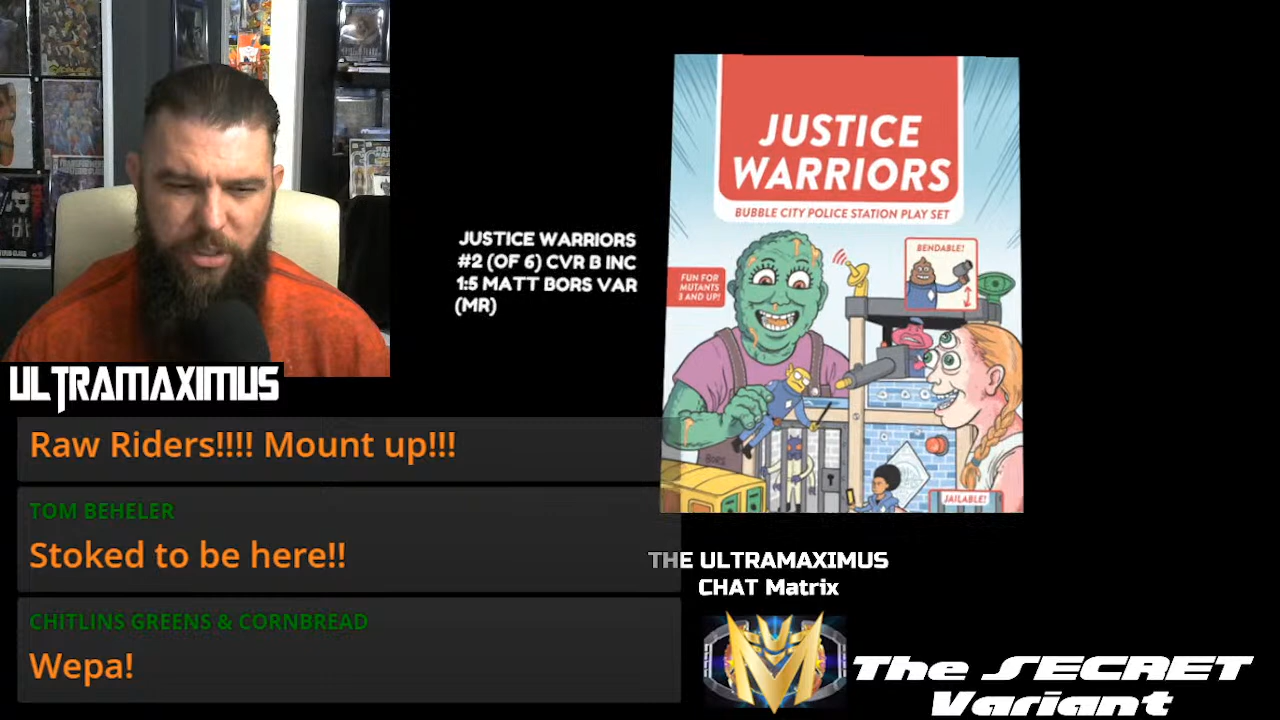 JUSTICE
WARRIORS
BUBBLE CITY POLICE STATION PLAY SET
BENDABLE!
FUN FOR
MUTANTS
3 AND UP!
BORS
JAILABLE!
JUSTICE WARRIORS
#2 (OF 6) CVR B INC
1:5 MATT BORS VAR
(MR)
ULTRAMAXIMUS
Raw Riders!!!! Mount up!!!
TOM BEHELER
Stoked to be here!!
CHITLINS GREENS & CORNBREAD
Wepa!
THE ULTRAMAXIMUS
CHAT Matrix
The SECRET
Variant